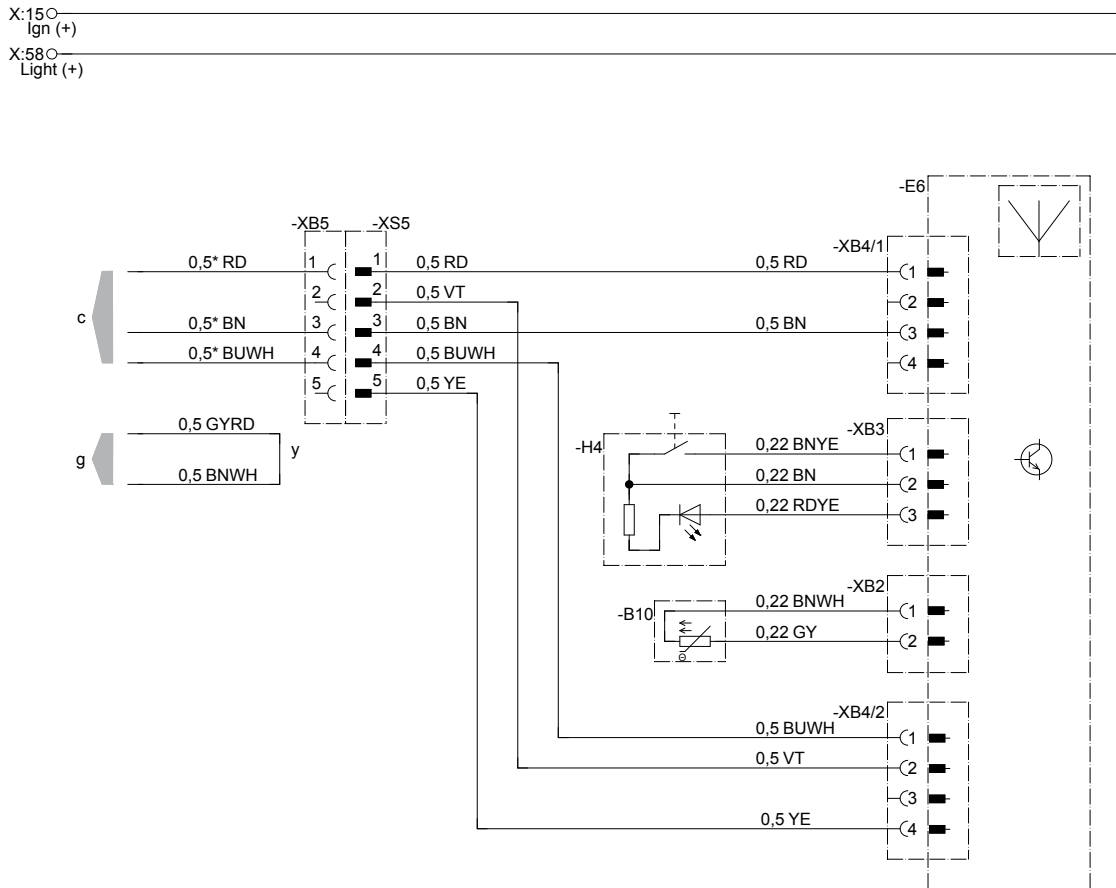 X:15
Ign (+)
X:58
Light (+)
-E6
-XB5 -XS5
-XB4/1
0,5* RD 1 1 0,5 RD 0,5 RD 1
2 2 0,5 VT 2
c
0,5* BN 3 3 0,5 BN 0,5 BN 3
0,5* BUWH 4 4 0,5 BUWH 4
5 5 0,5 YE
0,5 GYRD
y
g
0,5 BNWH
-XB3
-H4
0,22 BNYE 1
0,22 BN 2
0,22 RDYE 3
-XB2
-B10
0,22 BNWH 1
0,22 GY 2
Θ
-XB4/2
0,5 BUWH 1
0,5 VT 2
3
0,5 YE 4